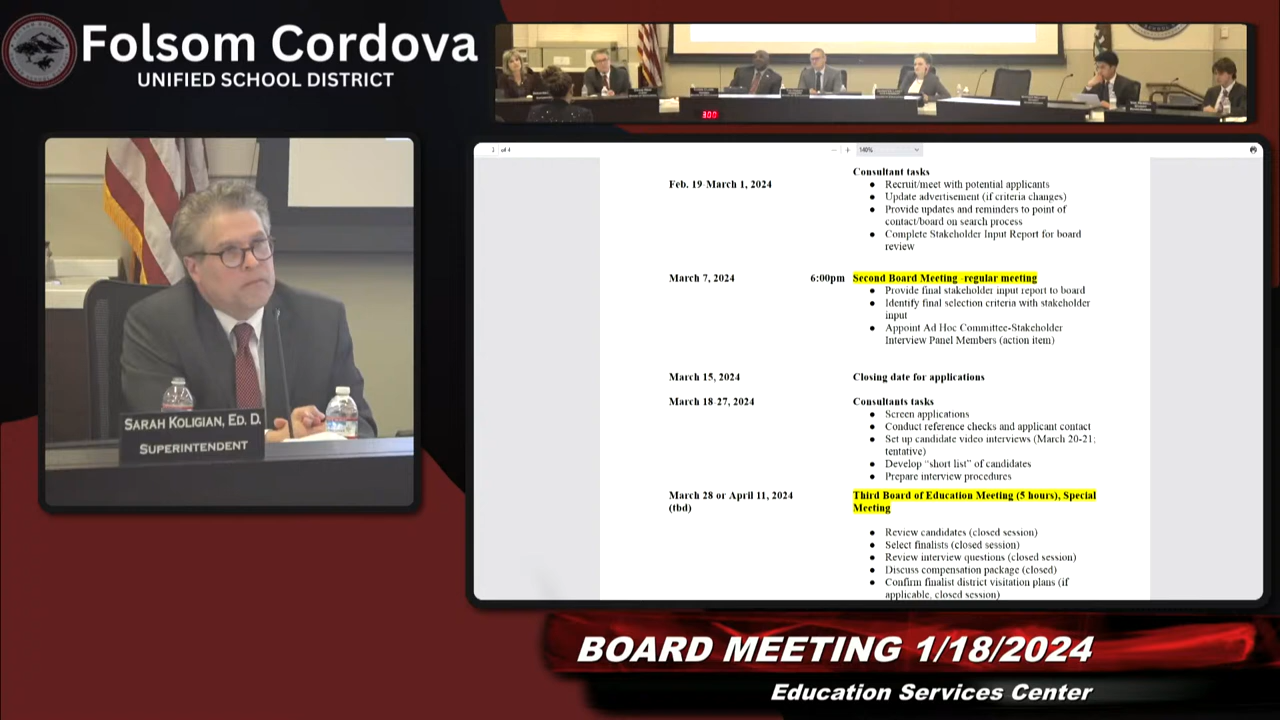 Folsom Cordova
UNIFIED SCHOOL DISTRICT
3:00
SARAH KOLIGIAN, ED. D.
SUPERINTENDENT
1 of 4
140%
Consultant tasks
Feb. 19-March 1, 2024
● Recruit/meet with potential applicants
● Update advertisement (if criteria changes)
● Provide updates and reminders to point of
contact/board on search process
● Complete Stakeholder Input Report for board
review
March 7, 2024 6:00pm Second Board Meeting -regular meeting
● Provide final stakeholder input report to board
● Identify final selection criteria with stakeholder
input
● Appoint Ad Hoc Committee-Stakeholder
Interview Panel Members (action item)
March 15, 2024 Closing date for applications
March 18-27, 2024 Consultants tasks
● Screen applications
● Conduct reference checks and applicant contact
● Set up candidate video interviews (March 20-21;
tentative)
● Develop “short list” of candidates
● Prepare interview procedures
March 28 or April 11, 2024 Third Board of Education Meeting (5 hours), Special
(tbd) Meeting
● Review candidates (closed session)
● Select finalists (closed session)
● Review interview questions (closed session)
● Discuss compensation package (closed)
● Confirm finalist district visitation plans (if
applicable, closed session)
BOARD MEETING 1/18/2024
Education Services Center